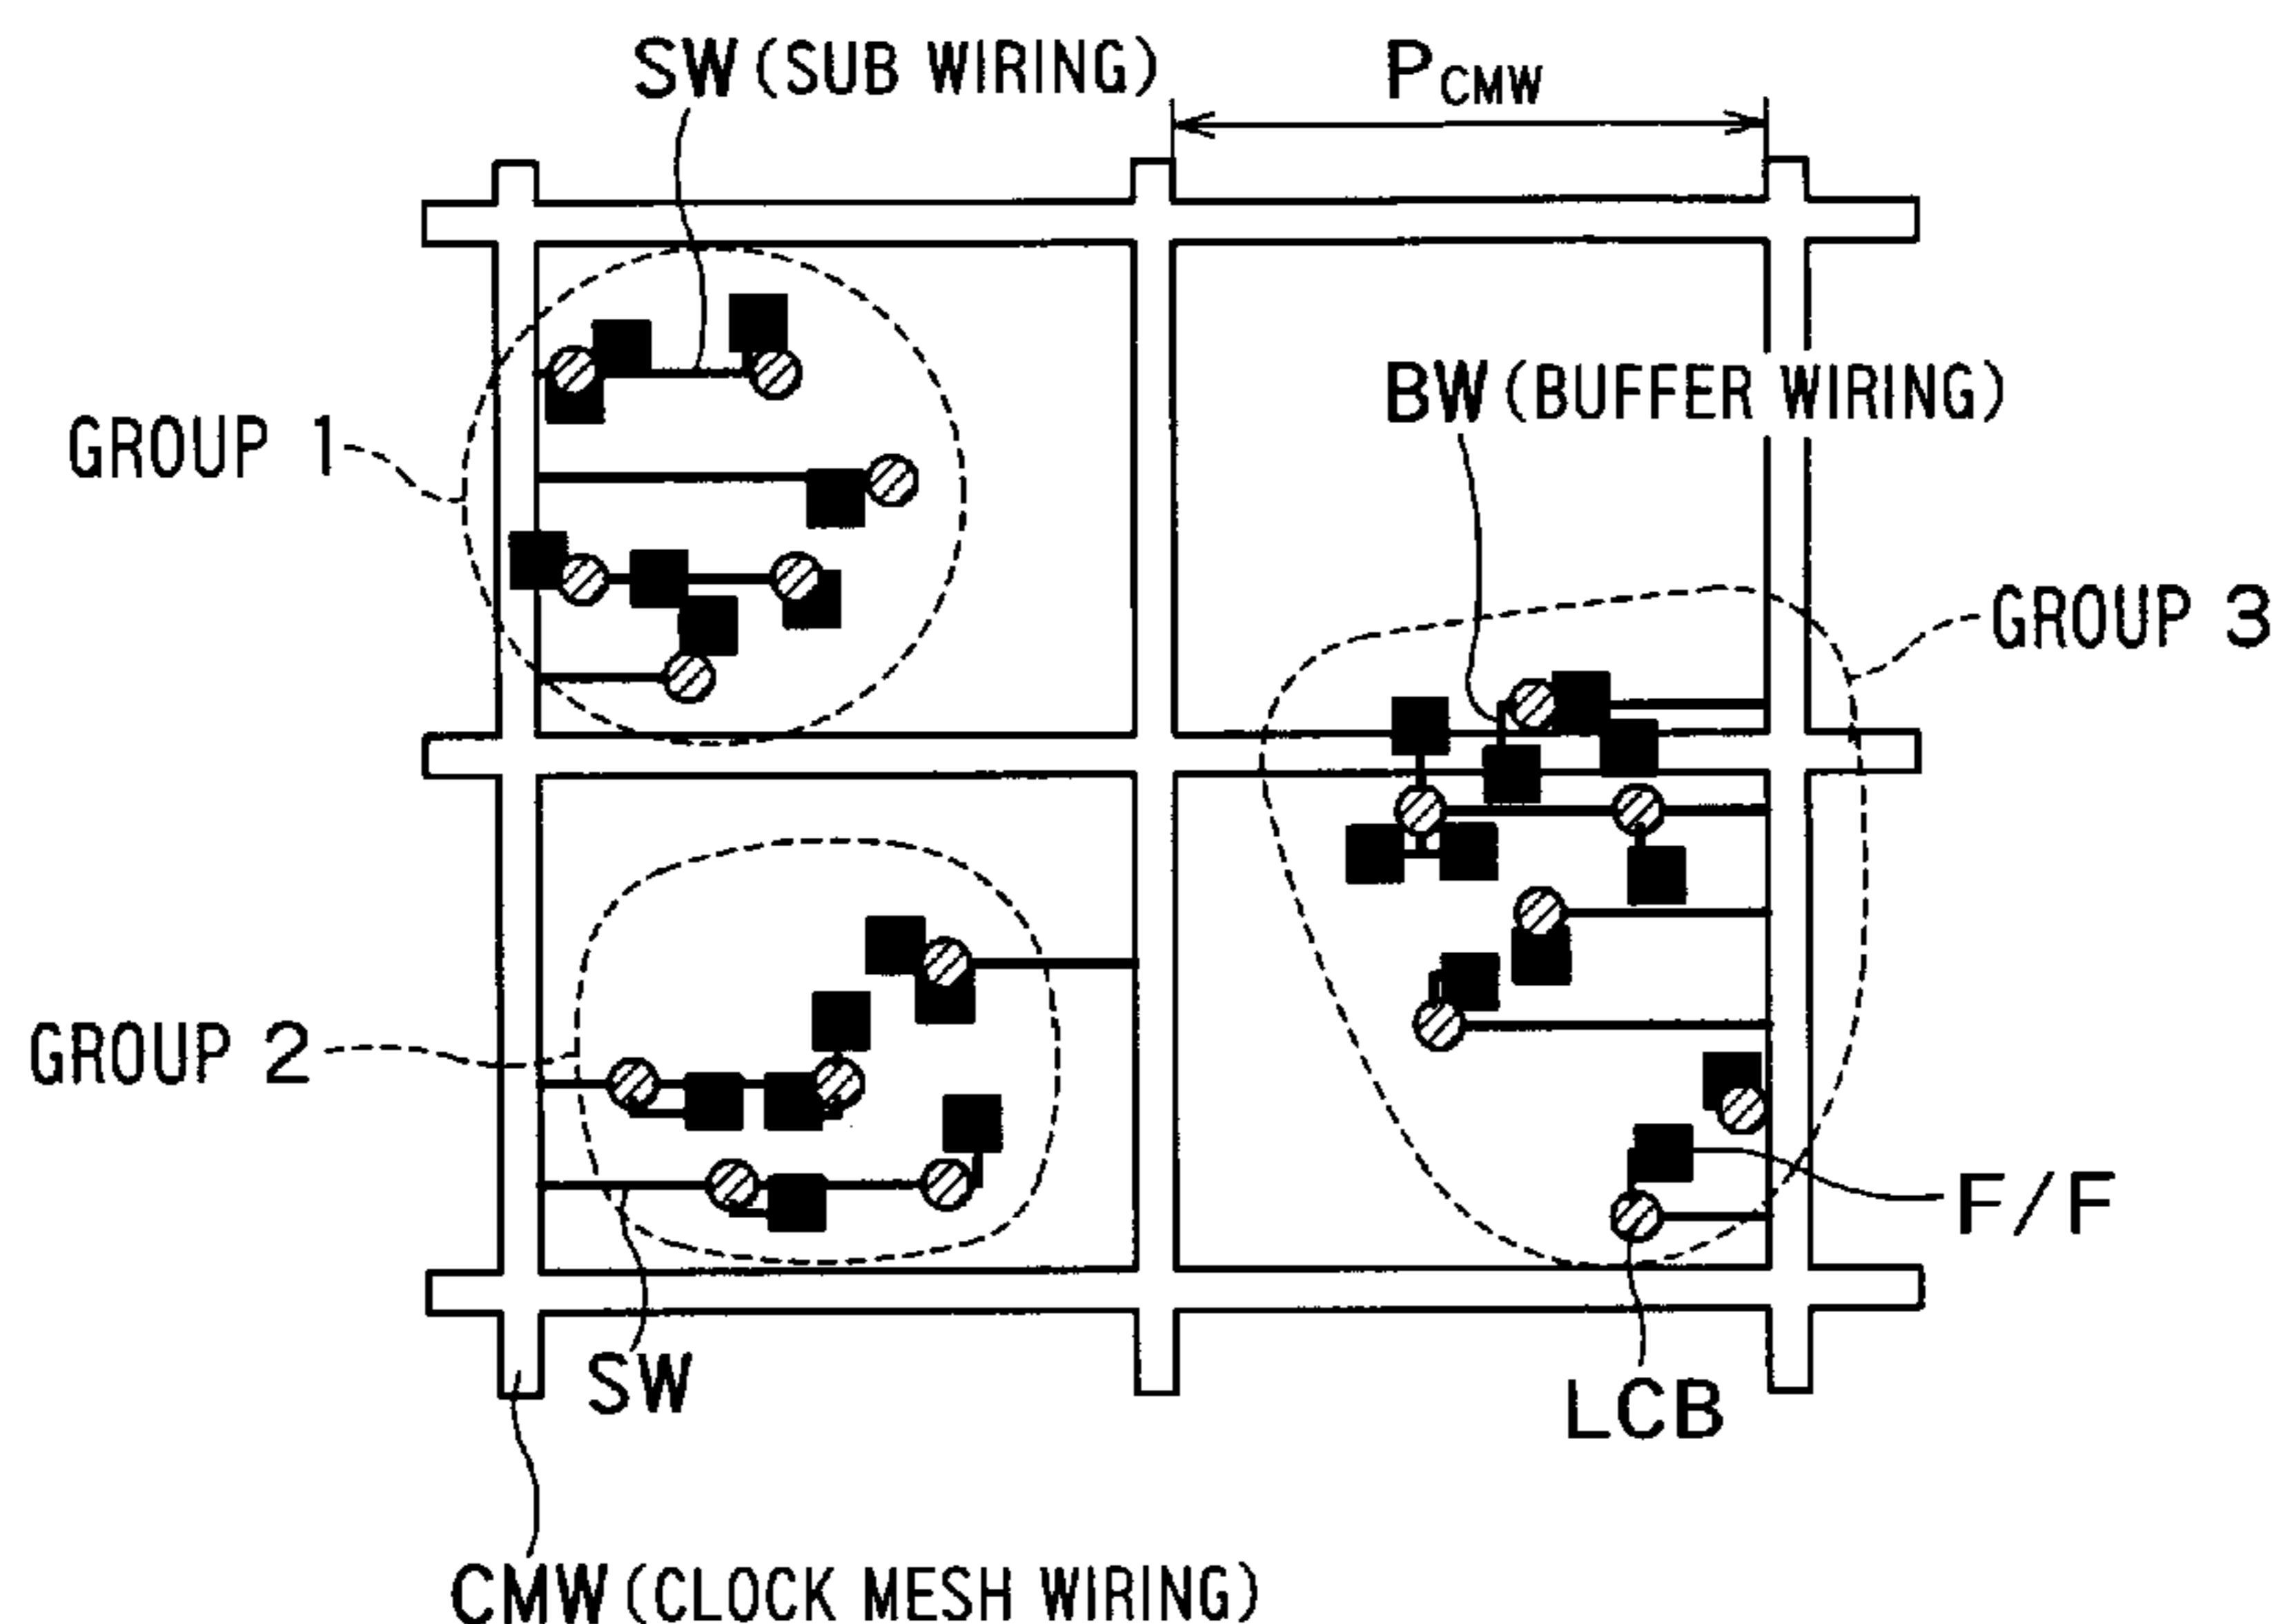 SW (SUB WIRING)
PCMW
BW (BUFFER WIRING)
GROUP 1
GROUP 3
GROUP 2
F/F
SW
LCB
CMW (CLOCK MESH WIRING)